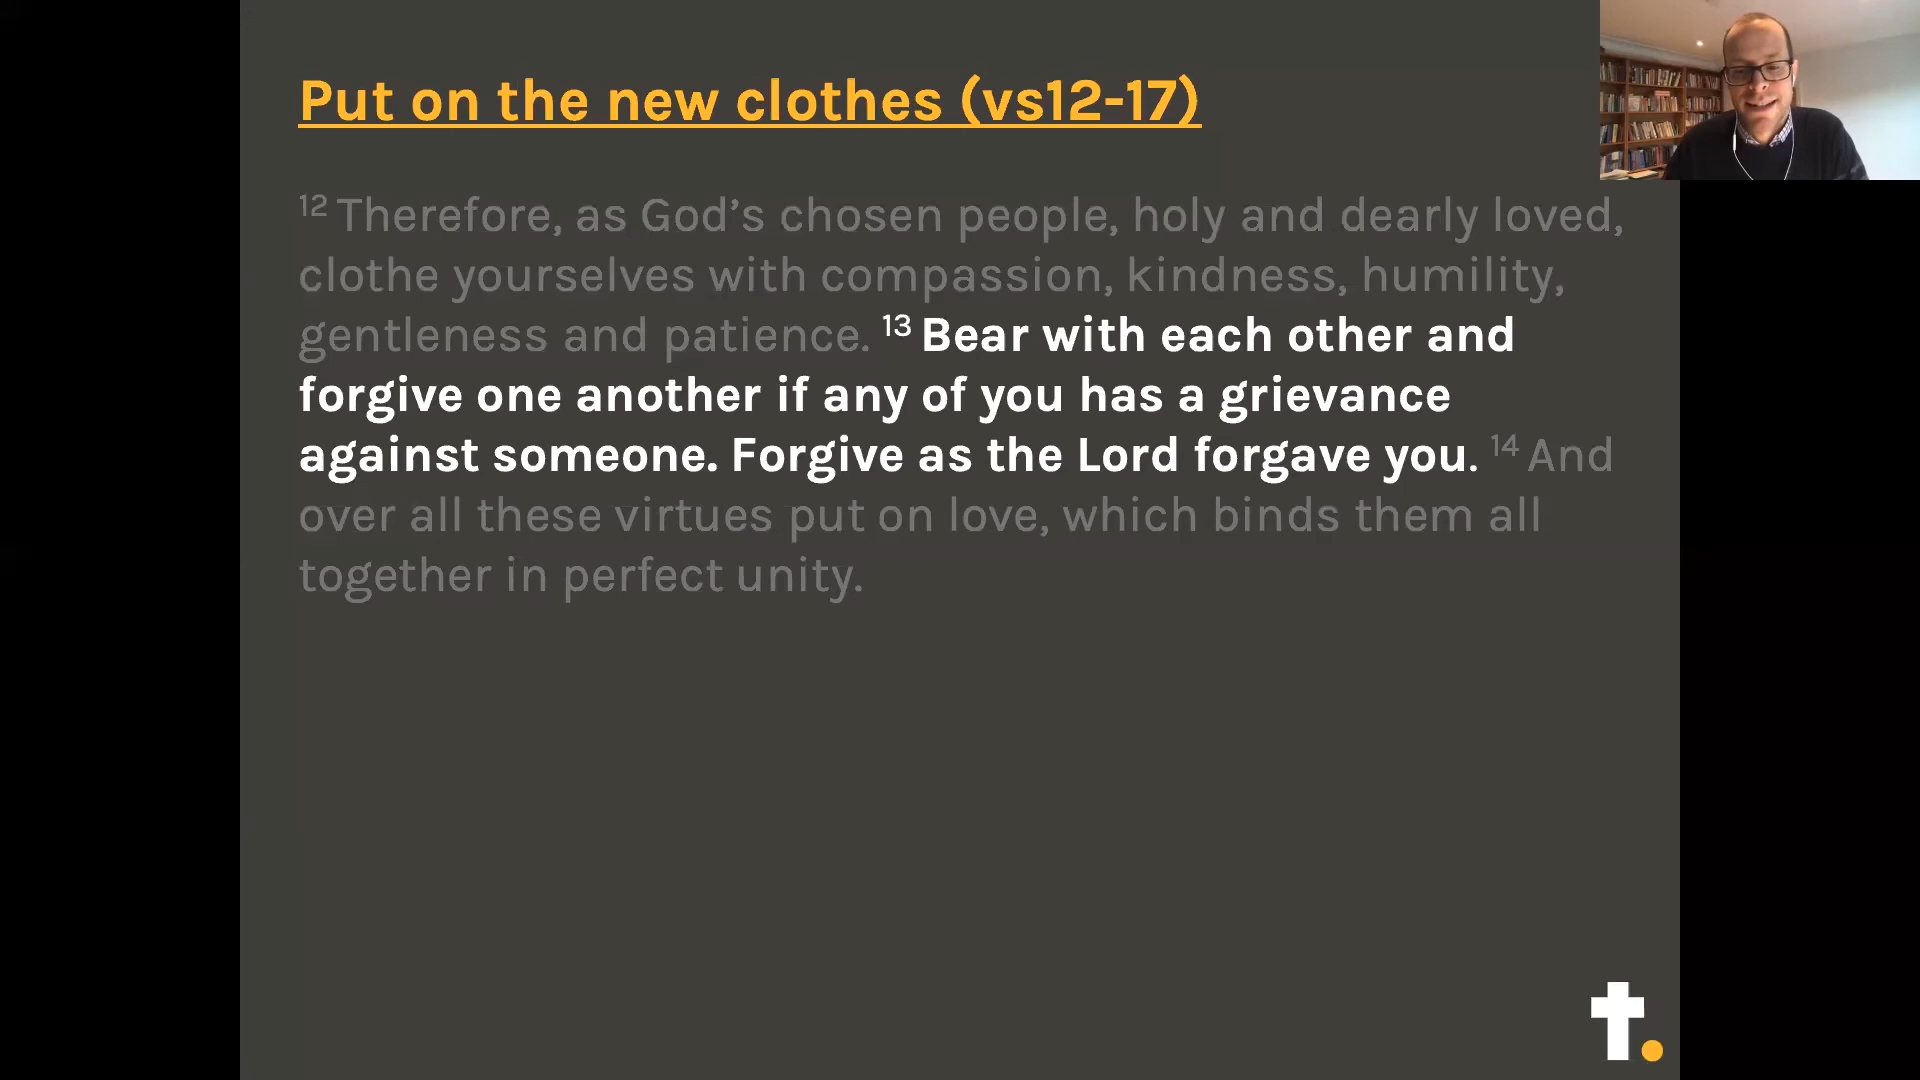 Put on the new clothes (vs12-17)
12 Therefore, as God’s chosen people, holy and dearly loved,
clothe yourselves with compassion, kindness, humility,
gentleness and patience. 13 Bear with each other and
forgive one another if any of you has a grievance
against someone. Forgive as the Lord forgave you. 14 And
over all these virtues put on love, which binds them all
together in perfect unity.
t.